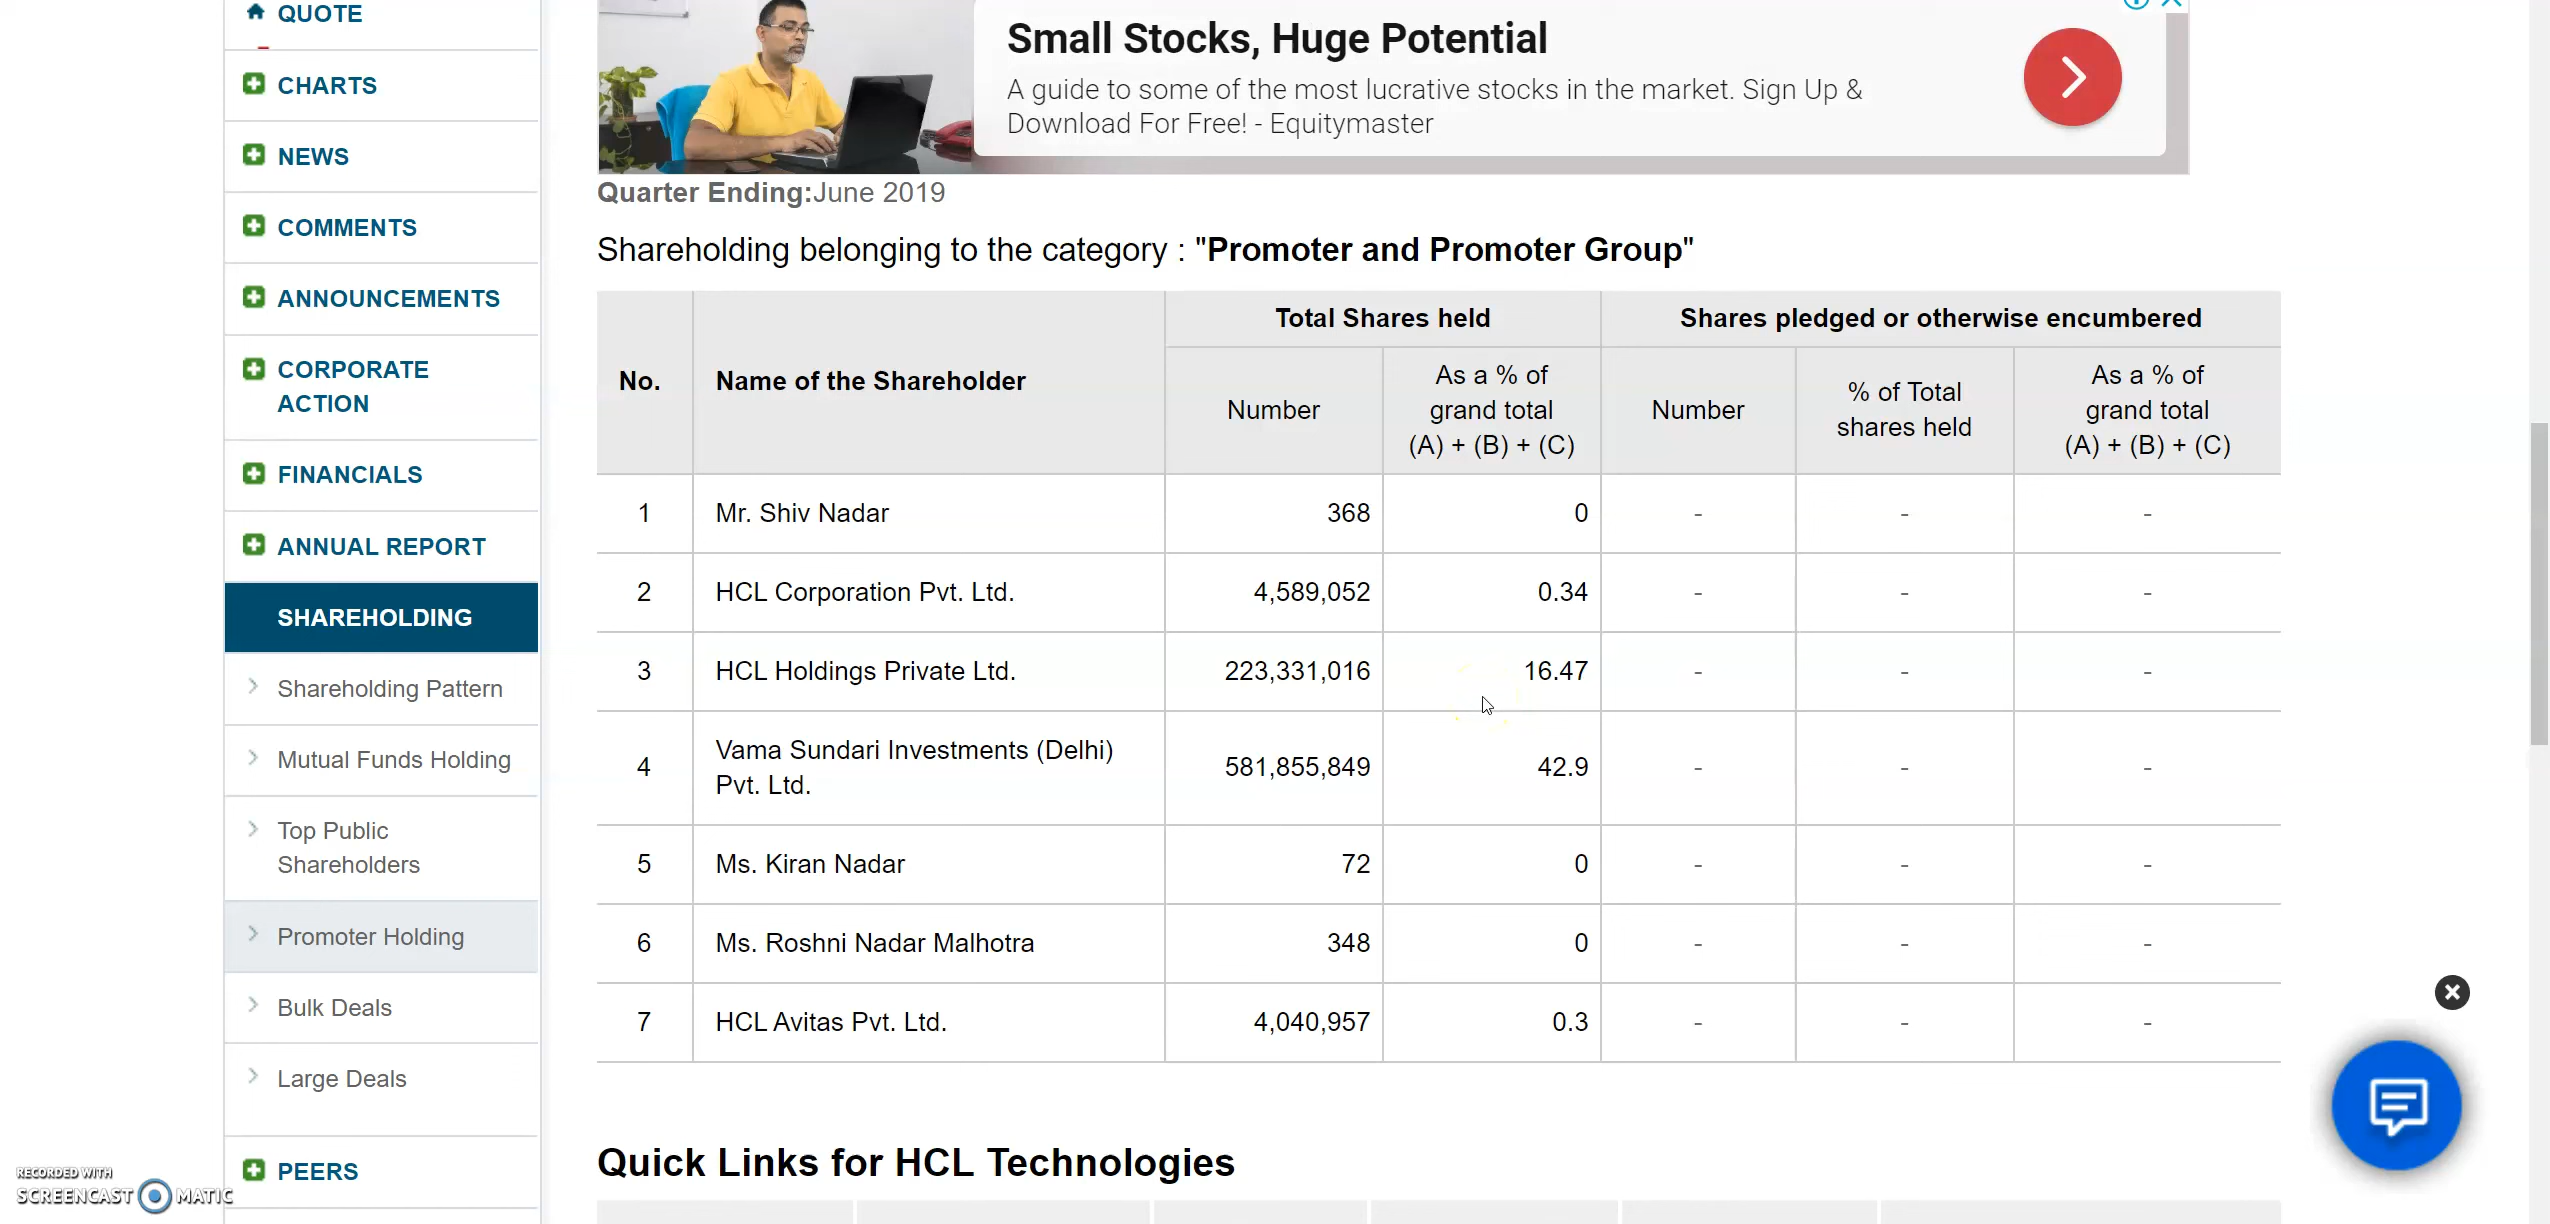 QUOTE
CHARTS
NEWS
COMMENTS
ANNOUNCEMENTS
CORPORATE
ACTION
FINANCIALS
ANNUAL REPORT
SHAREHOLDING
Shareholding Pattern
Mutual Funds Holding
Top Public
Shareholders
Promoter Holding
Bulk Deals
Large Deals
PEERS
RECORDED WITH
SCREENCAST MATIC
Small Stocks, Huge Potential
A guide to some of the most lucrative stocks in the market. Sign Up &
Download For Free! - Equitymaster
Quarter Ending:June 2019
Shareholding belonging to the category : "Promoter and Promoter Group"
No. Name of the Shareholder Total Shares held Shares pledged or otherwise encumbered
Number As a % of grand total (A) + (B) + (C) Number % of Total shares held As a % of grand total (A) + (B) + (C)
1 Mr. Shiv Nadar 368 0 - - -
2 HCL Corporation Pvt. Ltd. 4,589,052 0.34 - - -
3 HCL Holdings Private Ltd. 223,331,016 16.47 - - -
4 Vama Sundari Investments (Delhi) Pvt. Ltd. 581,855,849 42.9 - - -
5 Ms. Kiran Nadar 72 0 - - -
6 Ms. Roshni Nadar Malhotra 348 0 - - -
7 HCL Avitas Pvt. Ltd. 4,040,957 0.3 - - -
Quick Links for HCL Technologies